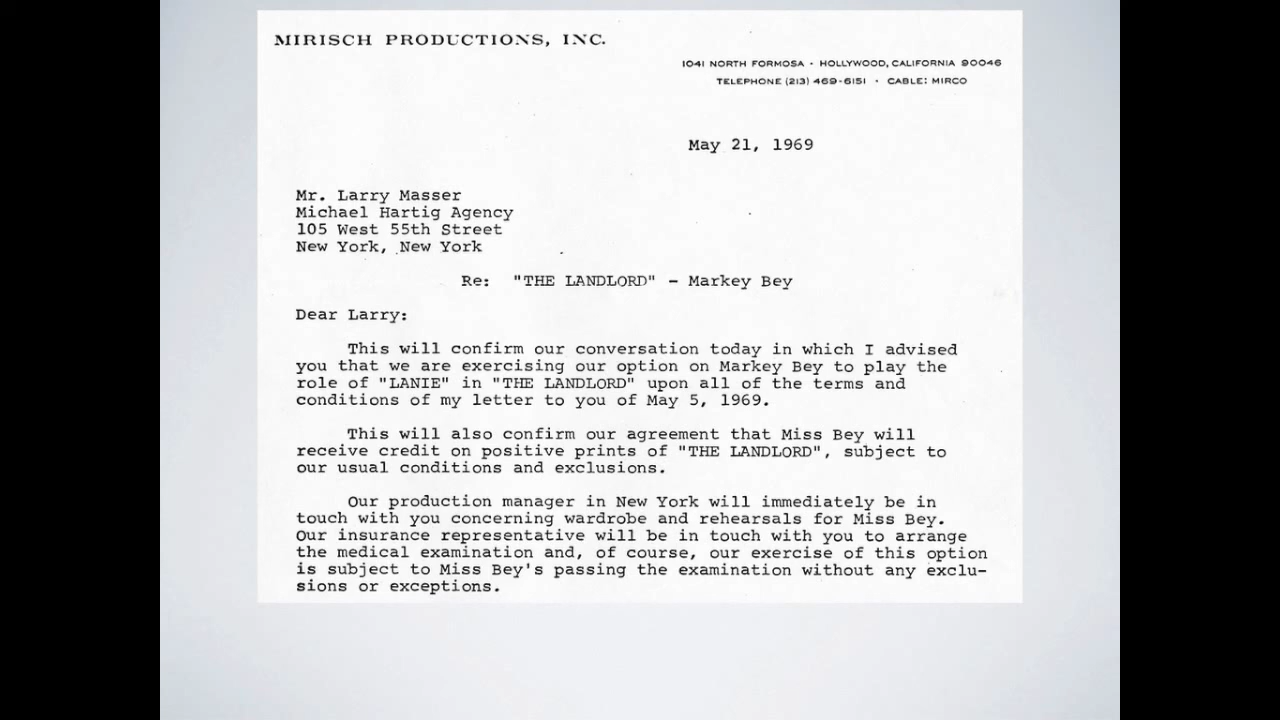 MIRISCH PRODUCTIONS, INC.
1041 NORTH FORMOSA · HOLLYWOOD, CALIFORNIA 90046
TELEPHONE (213) 469-6151 · CABLE: MIRCO
May 21, 1969
Mr. Larry Masser
Michael Hartig Agency
105 West 55th Street
New York, New York
Re: "THE LANDLORD" - Markey Bey
Dear Larry:
This will confirm our conversation today in which I advised
you that we are exercising our option on Markey Bey to play the
role of "LANIE" in "THE LANDLORD" upon all of the terms and
conditions of my letter to you of May 5, 1969.
This will also confirm our agreement that Miss Bey will
receive credit on positive prints of "THE LANDLORD", subject to
our usual conditions and exclusions.
Our production manager in New York will immediately be in
touch with you concerning wardrobe and rehearsals for Miss Bey.
Our insurance representative will be in touch with you to arrange
the medical examination and, of course, our exercise of this option
is subject to Miss Bey's passing the examination without any exclu-
sions or exceptions.